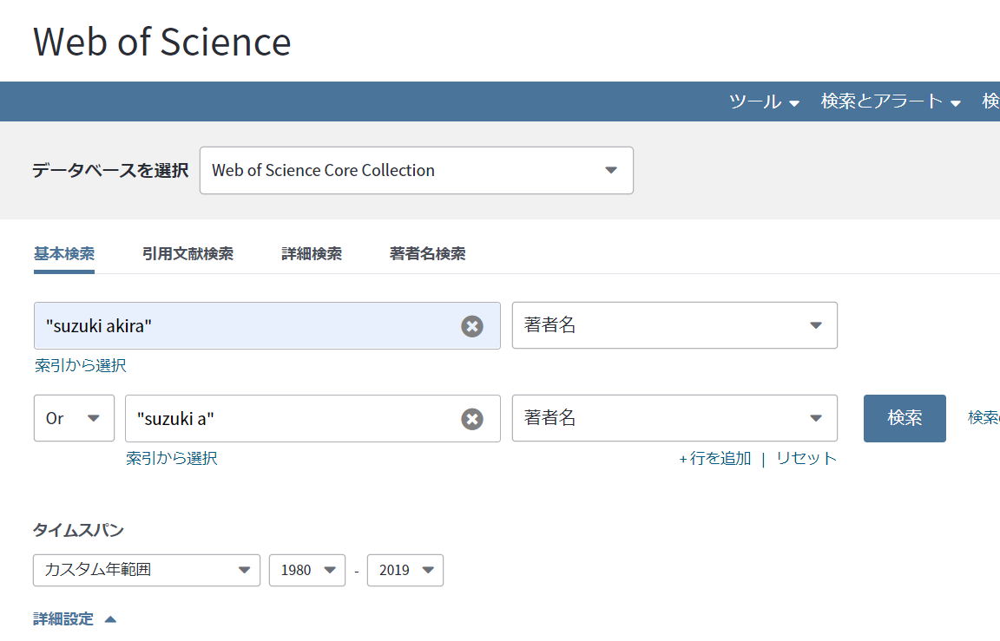 Web of Science
ツール 検索とアラート 検
データベースを選択 Web of Science Core Collection
基本検索 引用文献検索 詳細検索 著者名検索
"suzuki akira" 著者名
索引から選択
Or "suzuki a" 著者名 検索 検索
索引から選択 + 行を追加 | リセット
タイムスパン
カスタム年範囲 1980 - 2019
詳細設定